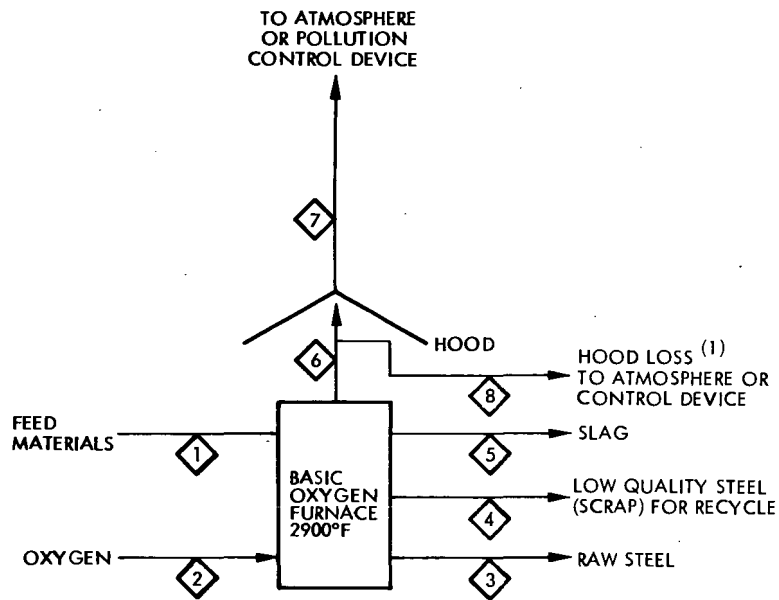 TO ATMOSPHERE
OR POLLUTION
CONTROL DEVICE
7
HOOD
6
HOOD LOSS (1)
TO ATMOSPHERE OR
CONTROL DEVICE
8
FEED
MATERIALS
1
SLAG
5
BASIC
OXYGEN
FURNACE
2900°F
LOW QUALITY STEEL
(SCRAP) FOR RECYCLE
4
OXYGEN
2
RAW STEEL
3